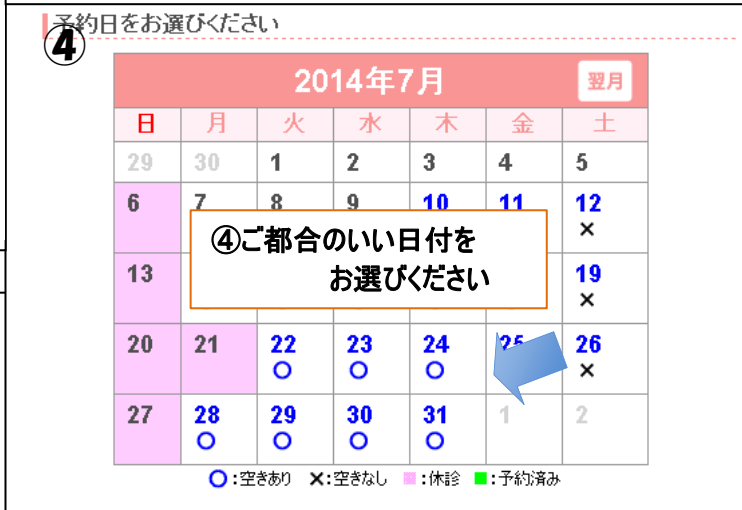 予約日をお選びください
④
2014年7月 翌月
日 月 火 水 木 金 土
29 30 1 2 3 4 5
6 7 8 9 10 11 12
×
④ご都合のいい日付を
お選びください
13 19
×
20 21 22 23 24 25 26
○ ○ ○ ×
27 28 29 30 31 1 2
○ ○ ○ ○
○:空きあり ×:空きなし ■:休診 ■:予約済み